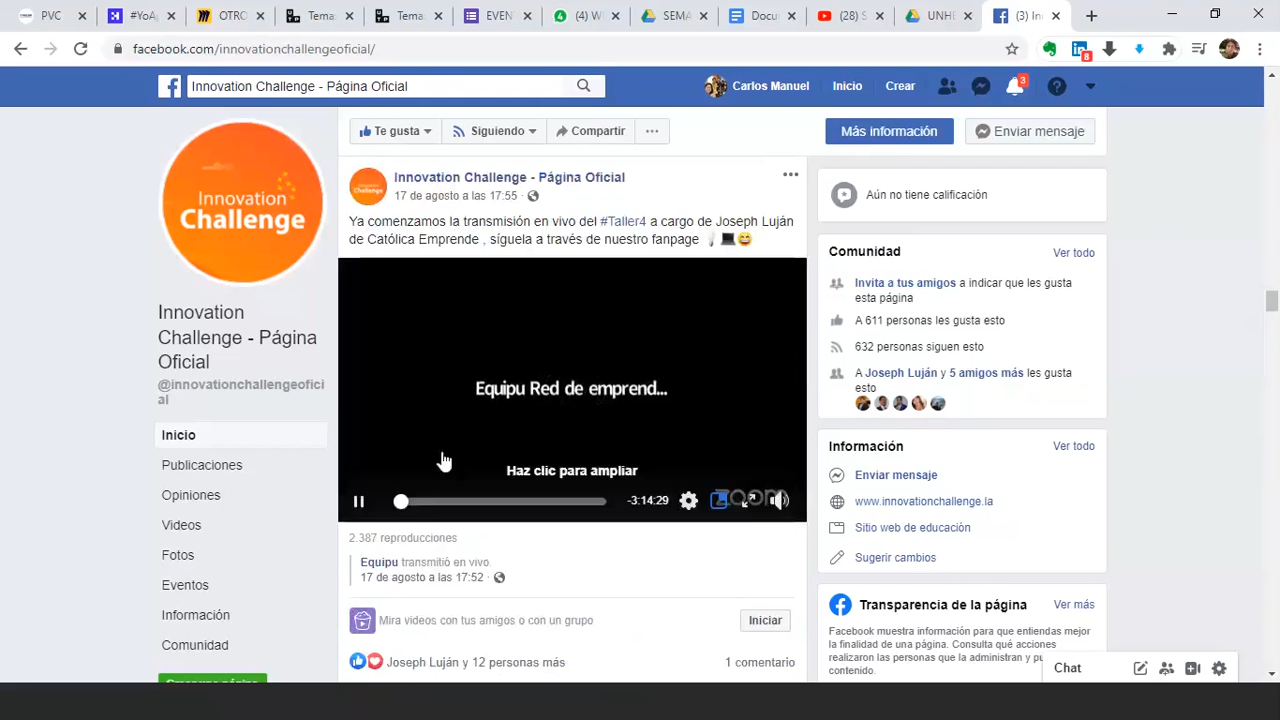 PVC
#YoA
OTRO
Tema
Tema
EVEN
(4) W
SEMA
Docu
(28) S
UNHE
(3) In
facebook.com/innovationchallengeoficial/
8
Innovation Challenge - Página Oficial
Carlos Manuel
Inicio
Crear
3
Innovation
Challenge
Te gusta
Siguiendo
Compartir
Más información
Enviar mensaje
Innovation Challenge - Página Oficial
17 de agosto a las 17:55
Ya comenzamos la transmisión en vivo del #Taller4 a cargo de Joseph Luján
de Católica Emprende , síguela a través de nuestro fanpage
Equipu Red de emprend...
Haz clic para ampliar
-3:14:29
zoom
2.387 reproducciones
Equipu transmitió en vivo.
17 de agosto a las 17:52
Mira videos con tus amigos o con un grupo
Iniciar
Joseph Luján y 12 personas más
1 comentario
Innovation
Challenge - Página
Oficial
@innovationchallengeofici
al
Inicio
Publicaciones
Opiniones
Videos
Fotos
Eventos
Información
Comunidad
Aún no tiene calificación
Comunidad
Ver todo
Invita a tus amigos a indicar que les gusta
esta página
A 611 personas les gusta esto
632 personas siguen esto
A Joseph Luján y 5 amigos más les gusta
esto
Información
Ver todo
Enviar mensaje
www.innovationchallenge.la
Sitio web de educación
Sugerir cambios
Transparencia de la página
Ver más
Facebook muestra información para que entiendas mejor
la finalidad de una página. Consulta qué acciones
realizaron las personas que la administran y
contenido.
Chat